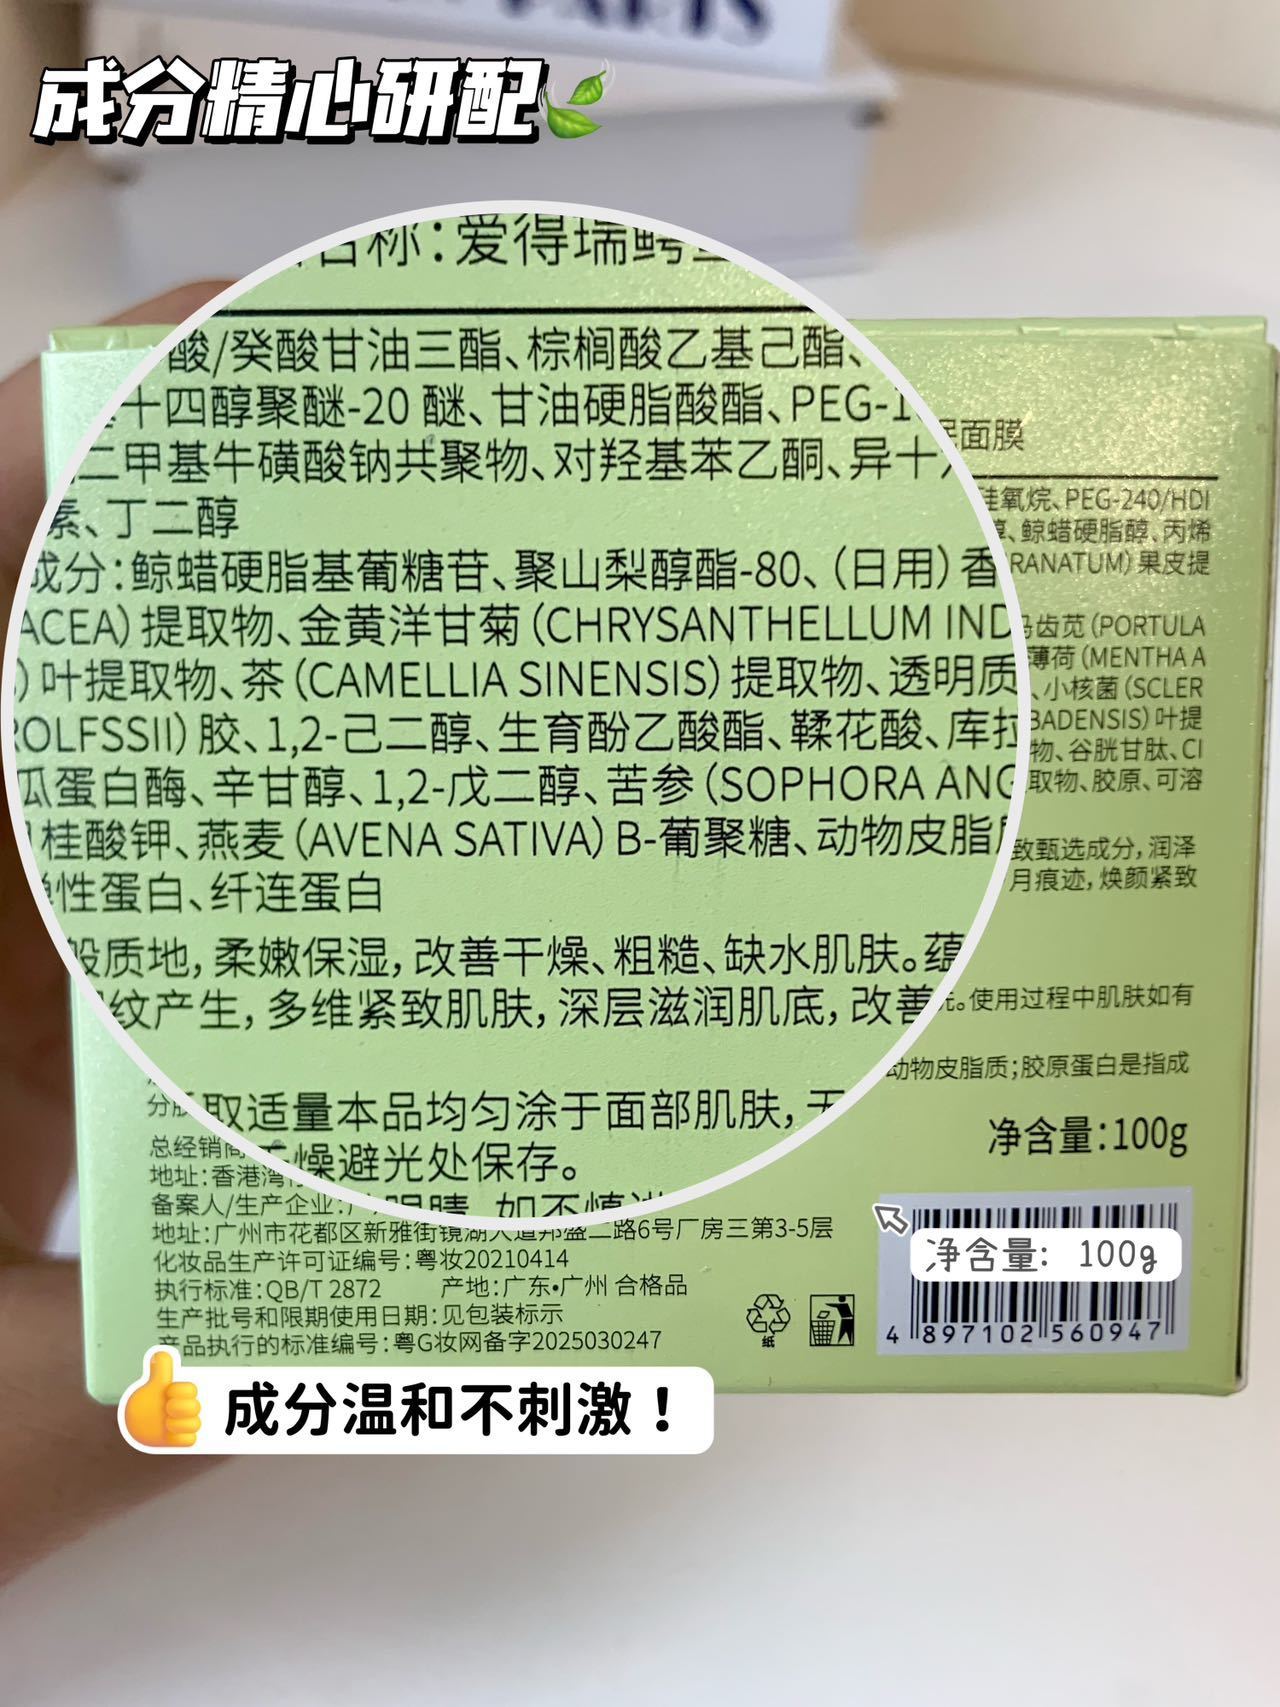 PARIS
成分精心研配
名称：爱得瑞鳄
酸/癸酸甘油三酯、棕榈酸乙基己酯、
十四醇聚醚-20 醚、甘油硬脂酸酯、PEG-1
二甲基牛磺酸钠共聚物、对羟基苯乙酮、异十
素、丁二醇
成分：鲸蜡硬脂基葡糖苷、聚山梨醇酯-80、（日用）香
ACEA）提取物、金黄洋甘菊（CHRYSANTHELLUM IND
）叶提取物、茶（CAMELLIA SINENSIS）提取物、透明质
ROLFSSII）胶、1,2-己二醇、生育酚乙酸酯、鞣花酸、库拉
瓜蛋白酶、辛甘醇、1,2-戊二醇、苦参（SOPHORA ANG
桂酸钾、燕麦（AVENA SATIVA）B-葡聚糖、动物皮脂
弹性蛋白、纤连蛋白
般质地，柔嫩保湿，改善干燥、粗糙、缺水肌肤。蕴
纹产生，多维紧致肌肤，深层滋润肌底，改善
取适量本品均匀涂于面部肌肤，
燥避光处保存。
眼睛，如不慎
面膜
硅氧烷、PEG-240/HDI
醇、鲸蜡硬脂醇、丙烯
RANATUM）果皮提
马齿苋（PORTULA
薄荷（MENTHA A
、小核菌（SCLER
BADENSIS）叶提
物、谷胱甘肽、CI
取物、胶原、可溶
致甄选成分，润泽
月痕迹，焕颜紧致
。使用过程中肌肤如有
动物皮脂质；胶原蛋白是指成
分
净含量：100g
总经销商
地址：香港湾
备案人/生产企业：
地址：广州市花都区新雅街镜湖大道邦盛二路6号厂房三第3-5层
化妆品生产许可证编号：粤妆20210414
执行标准：QB/T 2872 产地：广东•广州 合格品
生产批号和限期使用日期：见包装标示
产品执行的标准编号：粤G妆网备字2025030247
纸
净含量： 100g
4 897102 560947
成分温和不刺激！